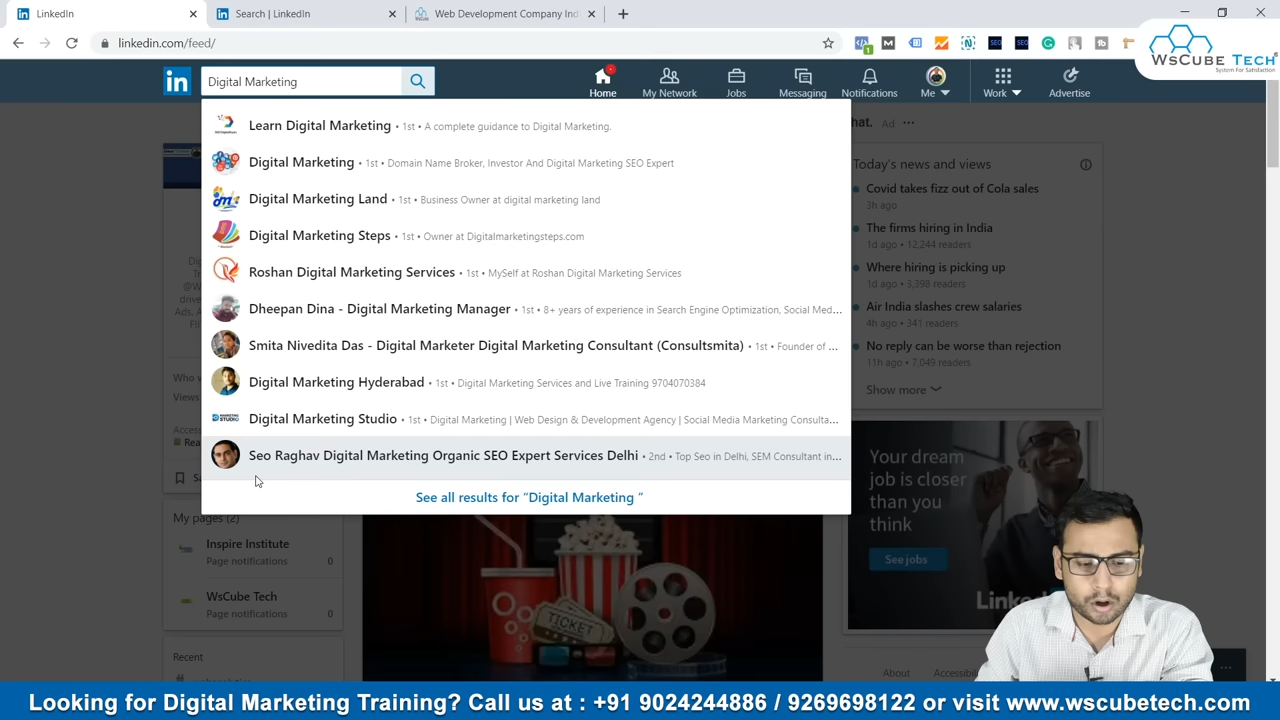 LinkedIn
Search | LinkedIn
Web Development Company Ind
linkedin.com/feed/
WsCube Tech
System For Satisfaction
in
Digital Marketing
Home
My Network
Jobs
Messaging
Notifications
Me
Work
Advertise
Learn Digital Marketing • 1st • A complete guidance to Digital Marketing.
Digital Marketing • 1st • Domain Name Broker, Investor And Digital Marketing SEO Expert
Digital Marketing Land • 1st • Business Owner at digital marketing land
Digital Marketing Steps • 1st • Owner at Digitalmarketingsteps.com
Roshan Digital Marketing Services • 1st • MySelf at Roshan Digital Marketing Services
Dheepan Dina - Digital Marketing Manager • 1st • 8+ years of experience in Search Engine Optimization, Social Med...
Smita Nivedita Das - Digital Marketer Digital Marketing Consultant (Consultsmita) • 1st • Founder of ...
Digital Marketing Hyderabad • 1st • Digital Marketing Services and Live Training 9704070384
Digital Marketing Studio • 1st • Digital Marketing | Web Design & Development Agency | Social Media Marketing Consulta...
Seo Raghav Digital Marketing Organic SEO Expert Services Delhi • 2nd • Top Seo in Delhi, SEM Consultant in...
See all results for “Digital Marketing ”
hat. Ad •••
Today's news and views
Covid takes fizz out of Cola sales
3h ago
The firms hiring in India
1d ago • 12,244 readers
Where hiring is picking up
1d ago • 3,398 readers
Air India slashes crew salaries
4h ago • 341 readers
No reply can be worse than rejection
11h ago • 7,049 readers
Show more
Who v
Views
Access
Rea
My pages (2)
Inspire Institute
Page notifications 0
WsCube Tech
Page notifications 0
Recent
TICKET
Your dream
job is closer
than you
think
See jobs
Linked
About Accessibili
Looking for Digital Marketing Training? Call us at : +91 9024244886 / 9269698122 or visit www.wscubetech.com